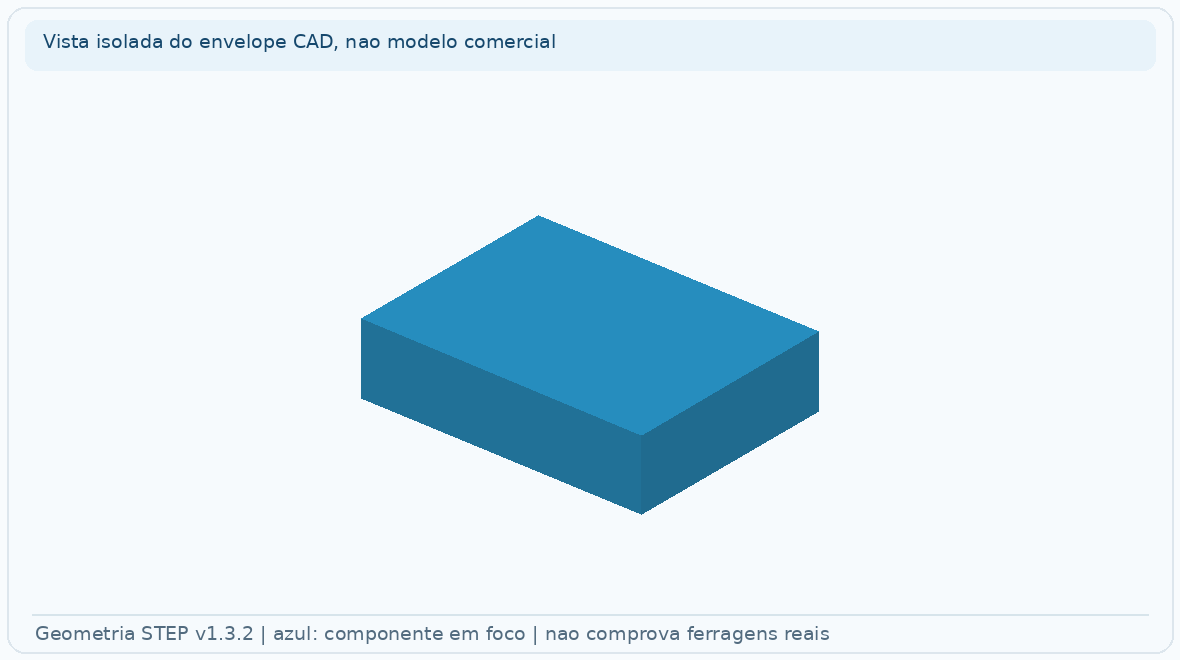 Vista isolada do envelope CAD, nao modelo comercial
Geometria STEP v1.3.2 | azul: componente em foco | nao comprova ferragens reais